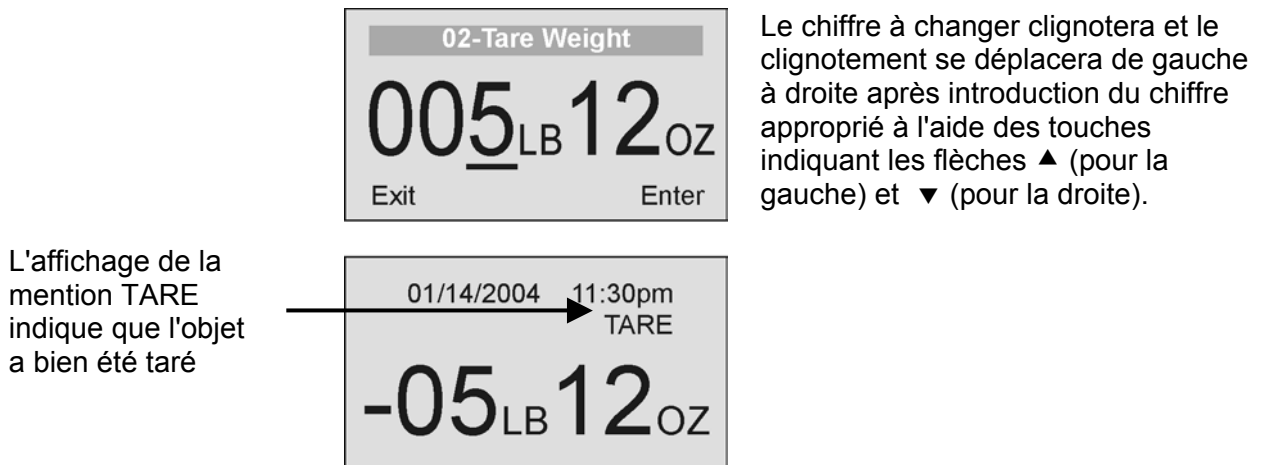 02-Tare Weight
005LB12OZ
Exit Enter
Le chiffre à changer clignotera et le
clignotement se déplacera de gauche
à droite après introduction du chiffre
approprié à l'aide des touches
indiquant les flèches ▲ (pour la
gauche) et ▼ (pour la droite).
L'affichage de la
mention TARE
indique que l'objet
a bien été taré
01/14/2004 11:30pm
TARE
-05LB12OZ